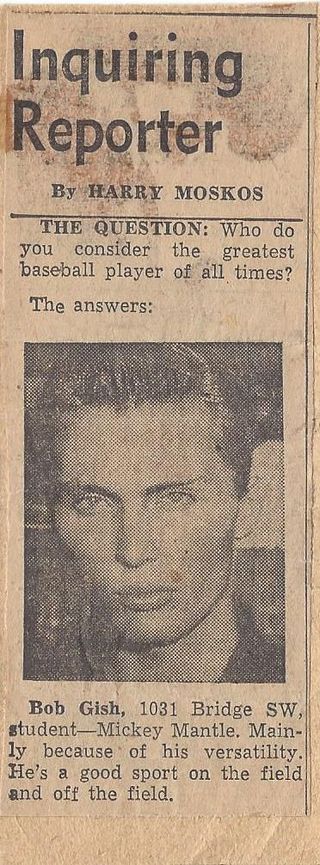 Inquiring
Reporter
By HARRY MOSKOS
THE QUESTION: Who do
you consider the greatest
baseball player of all times?
The answers:
Bob Gish, 1031 Bridge SW,
student—Mickey Mantle. Main-
ly because of his versatility.
He's a good sport on the field
and off the field.